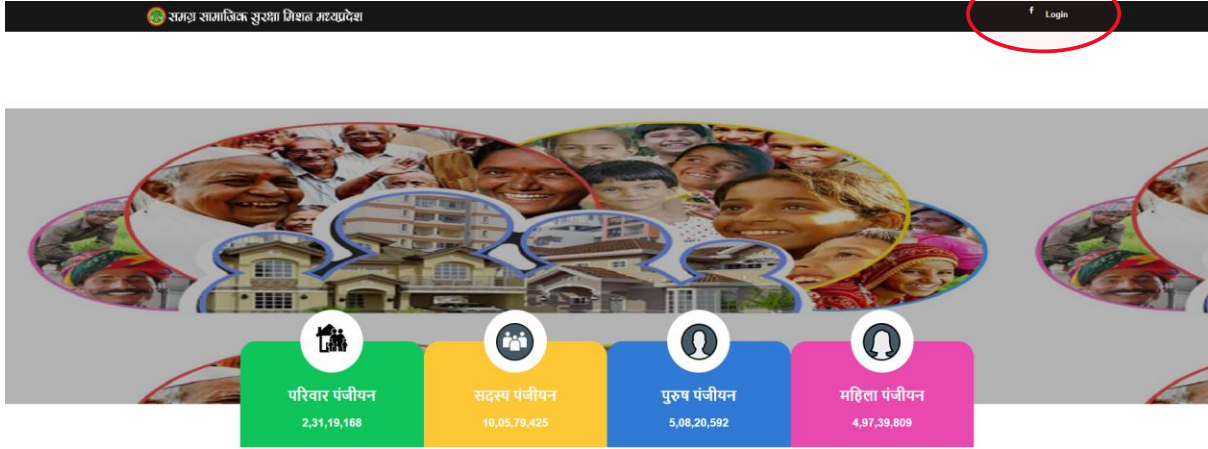 समग्र सामाजिक सुरक्षा मिशन मध्यप्रदेश
f Login
परिवार पंजीयन
2,31,19,168
सदस्य पंजीयन
10,05,79,425
पुरुष पंजीयन
5,08,20,592
महिला पंजीयन
4,97,39,809